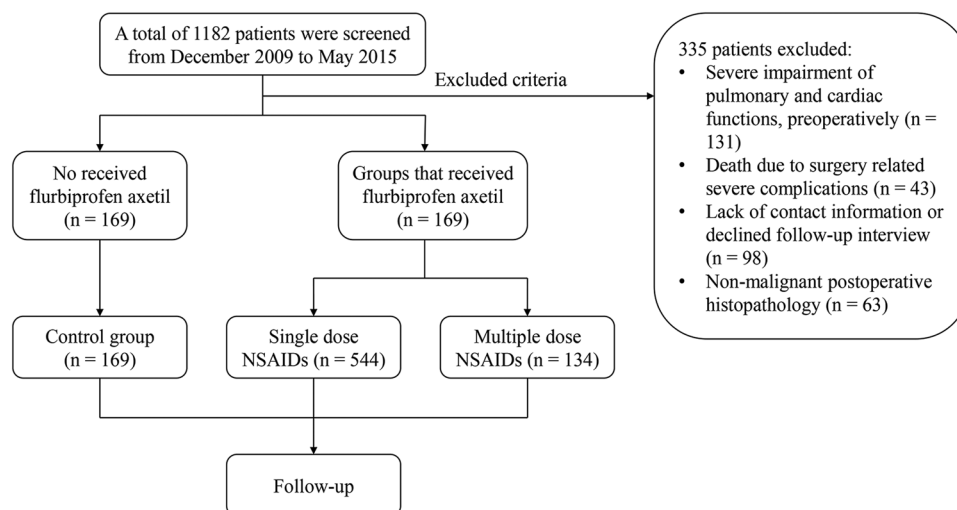 A total of 1182 patients were screened
from December 2009 to May 2015
Excluded criteria
335 patients excluded:
• Severe impairment of
pulmonary and cardiac
functions, preoperatively (n =
131)
• Death due to surgery related
severe complications (n = 43)
• Lack of contact information or
declined follow-up interview
(n = 98)
• Non-malignant postoperative
histopathology (n = 63)
No received
flurbiprofen axetil
(n = 169)
Groups that received
flurbiprofen axetil
(n = 169)
Control group
(n = 169)
Single dose
NSAIDs (n = 544)
Multiple dose
NSAIDs (n = 134)
Follow-up